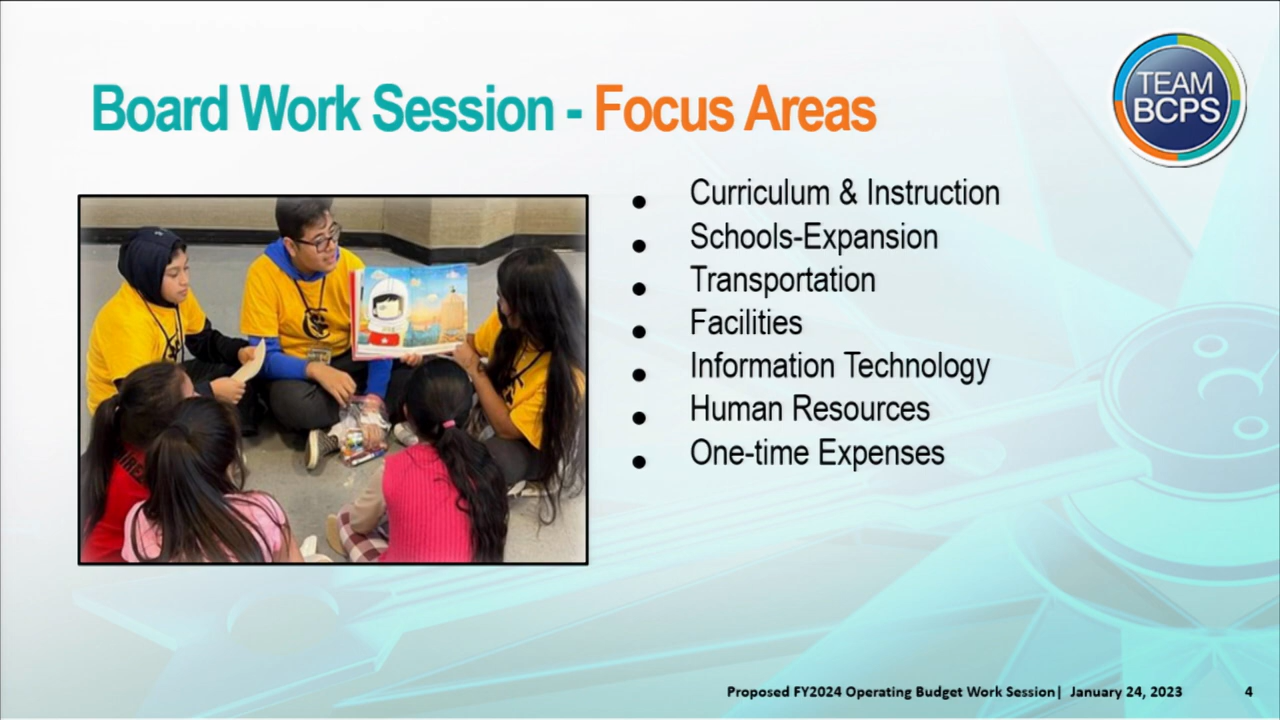 Board Work Session - Focus Areas
TEAM
BCPS
• Curriculum & Instruction
• Schools-Expansion
• Transportation
• Facilities
• Information Technology
• Human Resources
• One-time Expenses
Proposed FY2024 Operating Budget Work Session| January 24, 2023 4